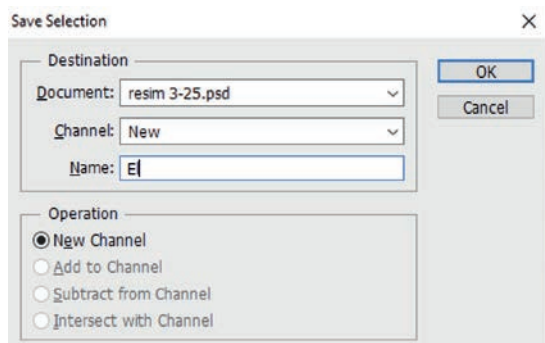 Save Selection
Destination
Document: resim 3-25.psd
Channel: New
Name: El
OK
Cancel
Operation
New Channel
Add to Channel
Subtract from Channel
Intersect with Channel